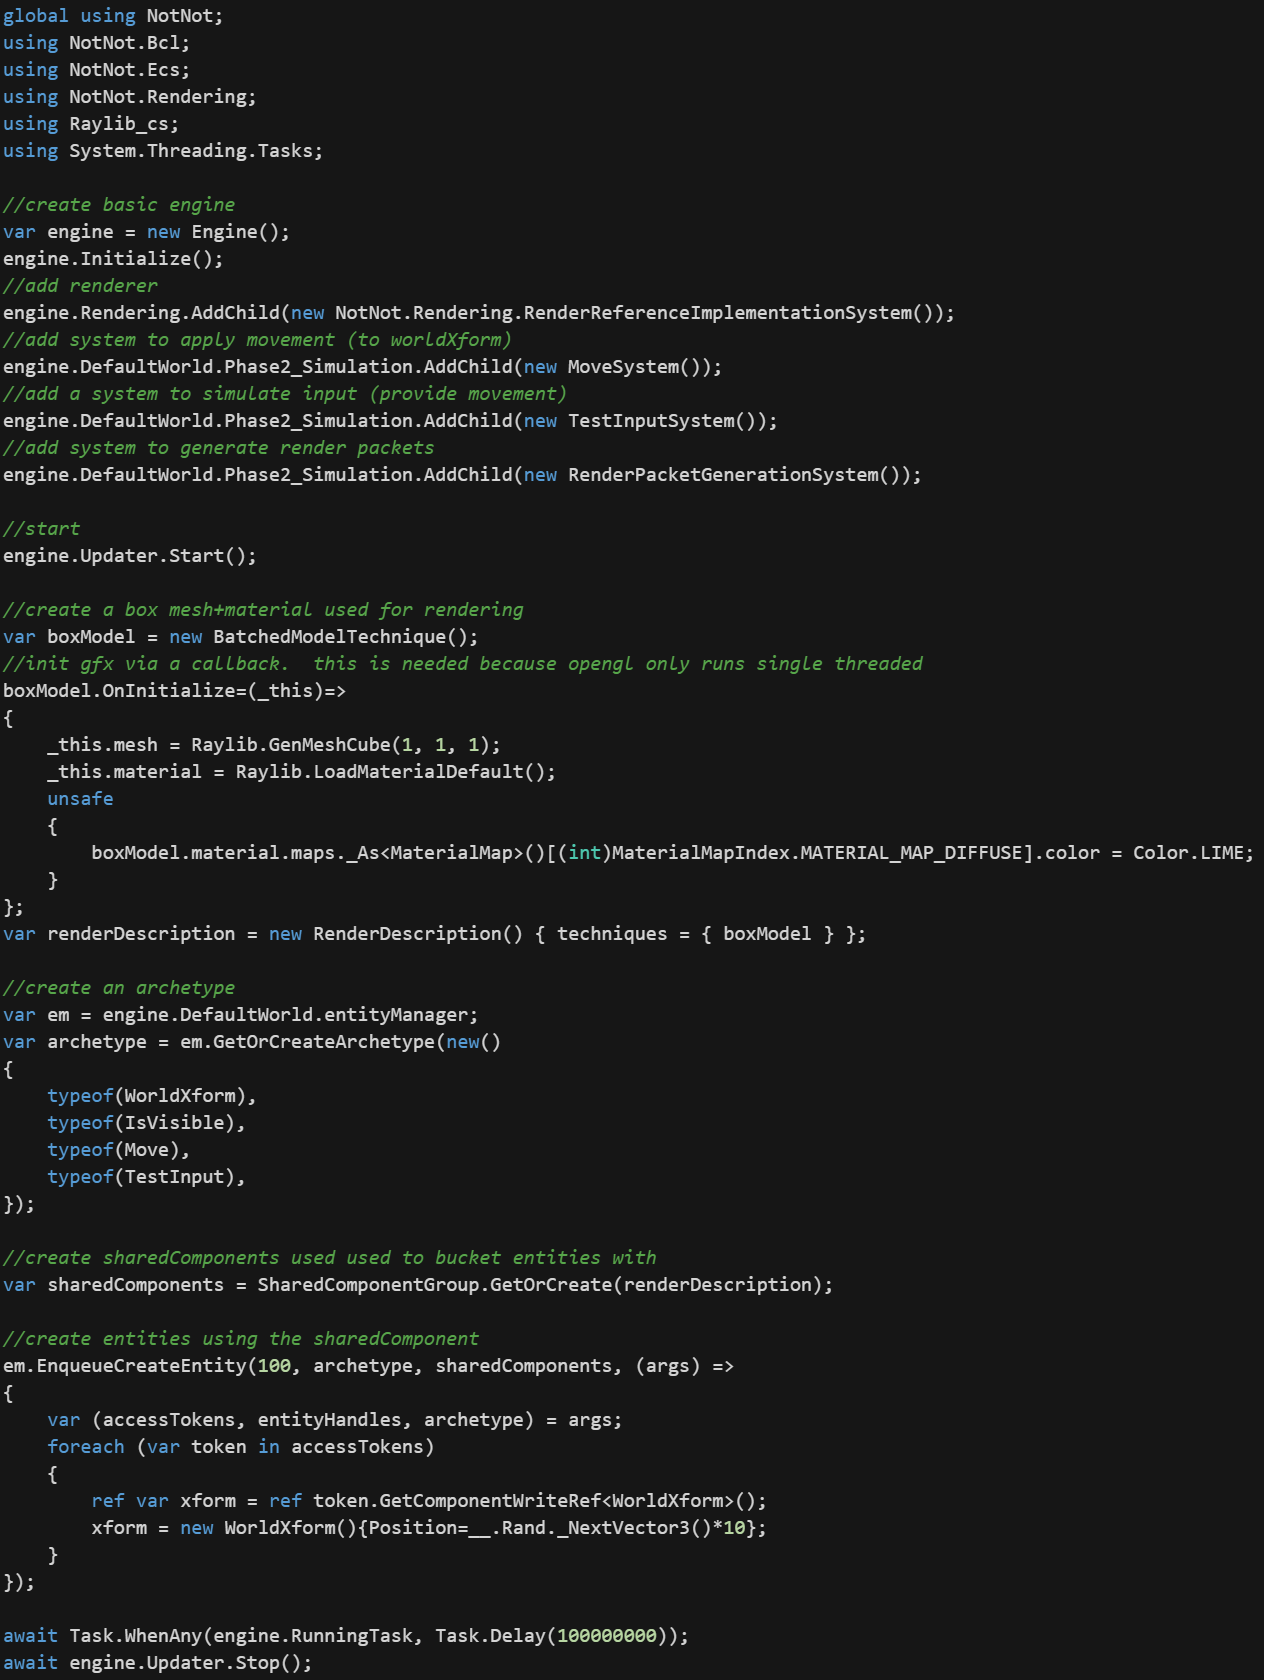 global using NotNot;
using NotNot.Bcl;
using NotNot.Ecs;
using NotNot.Rendering;
using Raylib_cs;
using System.Threading.Tasks;

//create basic engine
var engine = new Engine();
engine.Initialize();
//add renderer
engine.Rendering.AddChild(new NotNot.Rendering.RenderReferenceImplementationSystem());
//add system to apply movement (to worldXform)
engine.DefaultWorld.Phase2_Simulation.AddChild(new MoveSystem());
//add a system to simulate input (provide movement)
engine.DefaultWorld.Phase2_Simulation.AddChild(new TestInputSystem());
//add system to generate render packets
engine.DefaultWorld.Phase2_Simulation.AddChild(new RenderPacketGenerationSystem());

//start
engine.Updater.Start();

//create a box mesh+material used for rendering
var boxModel = new BatchedModelTechnique();
//init gfx via a callback.  this is needed because opengl only runs single threaded
boxModel.OnInitialize=(_this)=>
{
    _this.mesh = Raylib.GenMeshCube(1, 1, 1);
    _this.material = Raylib.LoadMaterialDefault();
    unsafe
    {
        boxModel.material.maps._As<MaterialMap>()[(int)MaterialMapIndex.MATERIAL_MAP_DIFFUSE].color = Color.LIME;
    }
};
var renderDescription = new RenderDescription() { techniques = { boxModel } };

//create an archetype
var em = engine.DefaultWorld.entityManager;
var archetype = em.GetOrCreateArchetype(new()
{
    typeof(WorldXform),
    typeof(IsVisible),
    typeof(Move),
    typeof(TestInput),
});

//create sharedComponents used used to bucket entities with
var sharedComponents = SharedComponentGroup.GetOrCreate(renderDescription);

//create entities using the sharedComponent
em.EnqueueCreateEntity(100, archetype, sharedComponents, (args) =>
{
    var (accessTokens, entityHandles, archetype) = args;
    foreach (var token in accessTokens)
    {
        ref var xform = ref token.GetComponentWriteRef<WorldXform>();
        xform = new WorldXform(){Position=__.Rand._NextVector3()*10};
    }
});

await Task.WhenAny(engine.RunningTask, Task.Delay(100000000));
await engine.Updater.Stop();